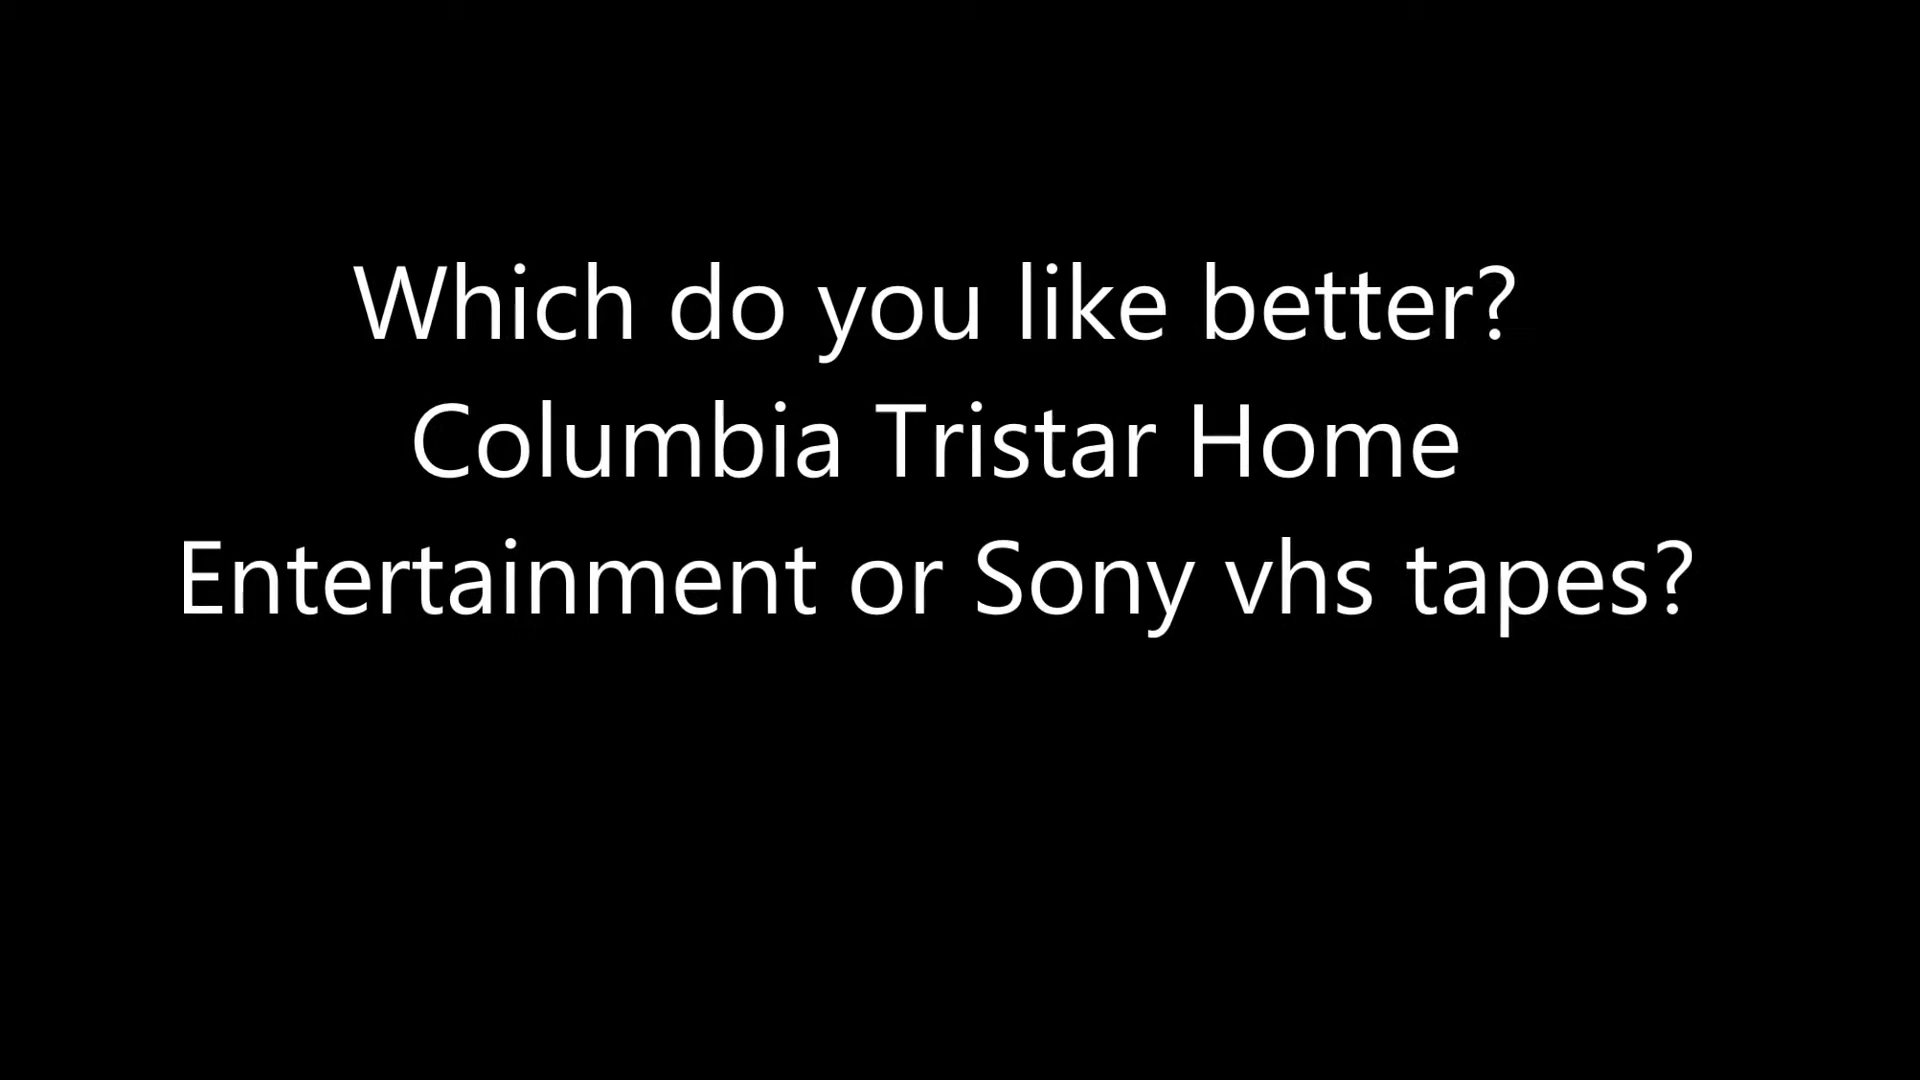 Which do you like better?
Columbia Tristar Home
Entertainment or Sony vhs tapes?